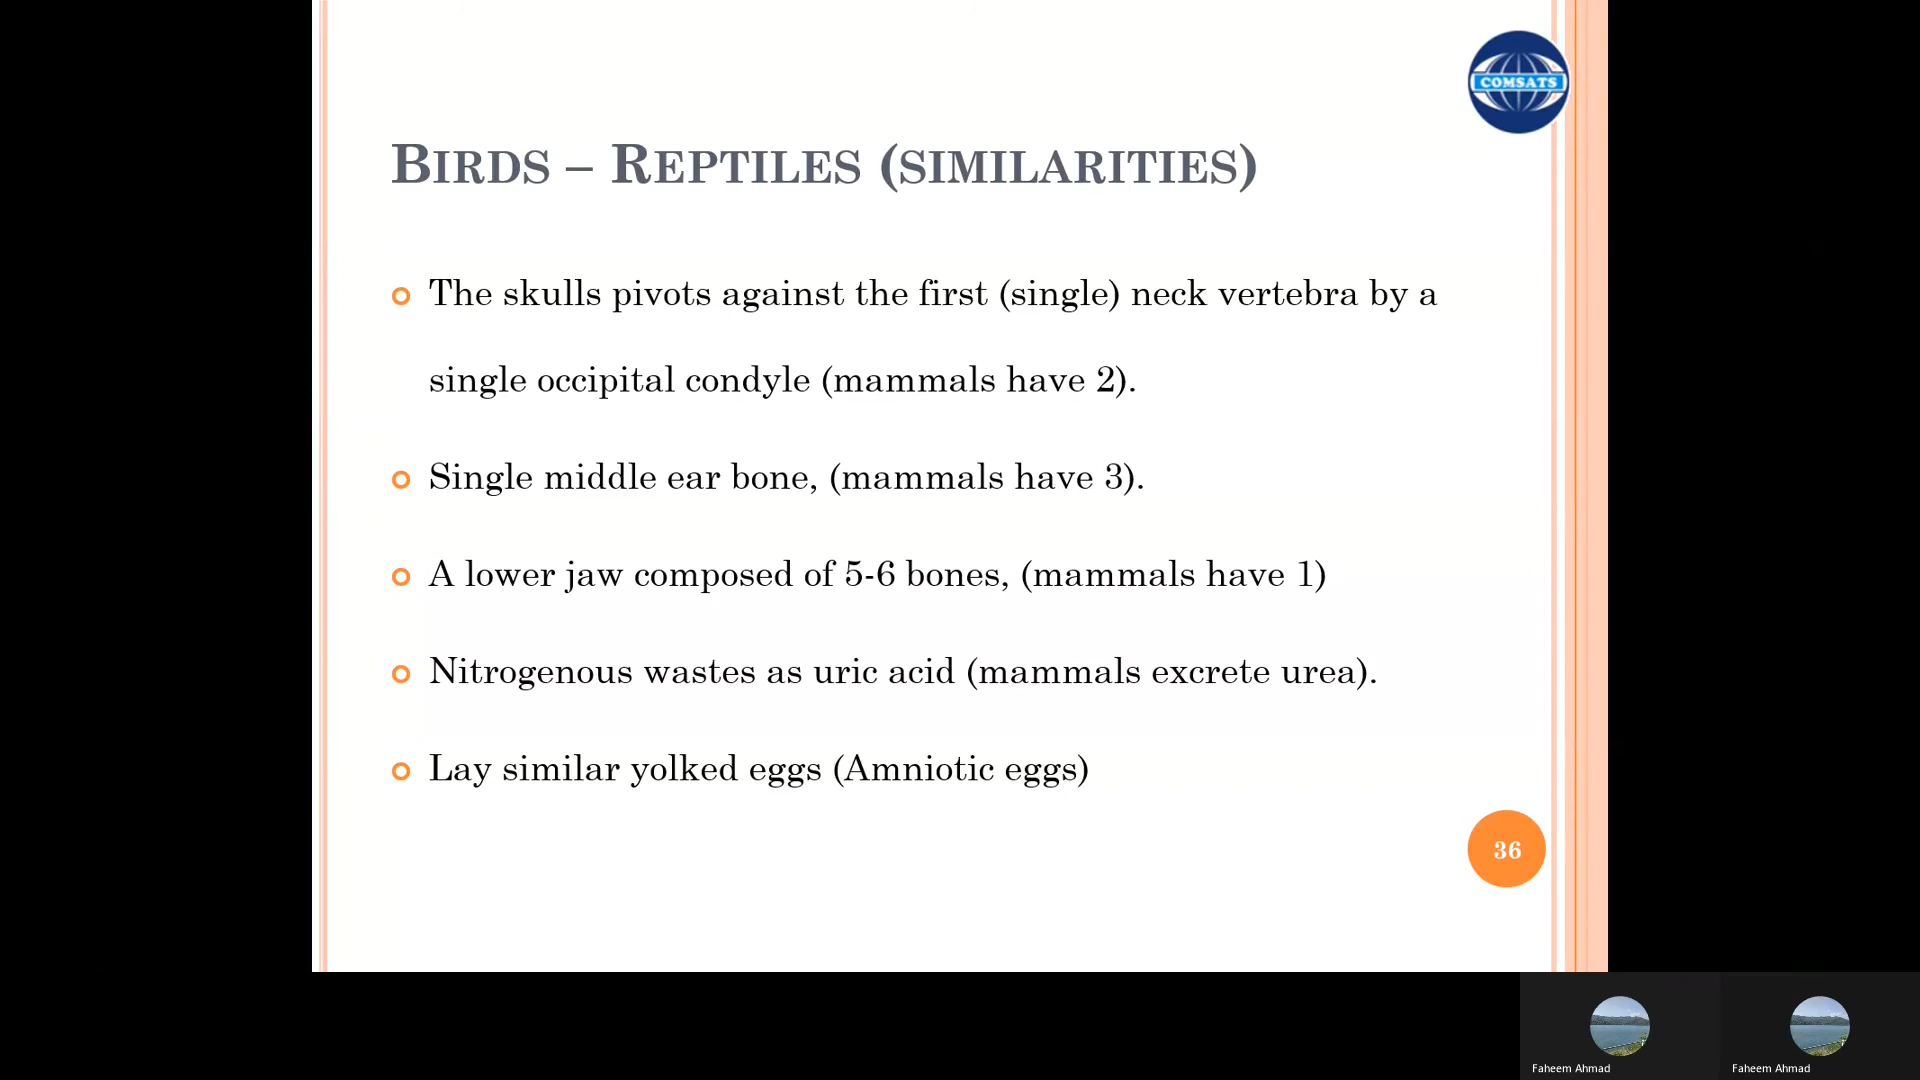 COMSATS
BIRDS – REPTILES (SIMILARITIES)
The skulls pivots against the first (single) neck vertebra by a
single occipital condyle (mammals have 2).
Single middle ear bone, (mammals have 3).
A lower jaw composed of 5-6 bones, (mammals have 1)
Nitrogenous wastes as uric acid (mammals excrete urea).
Lay similar yolked eggs (Amniotic eggs)
36
Faheem Ahmad
Faheem Ahmad